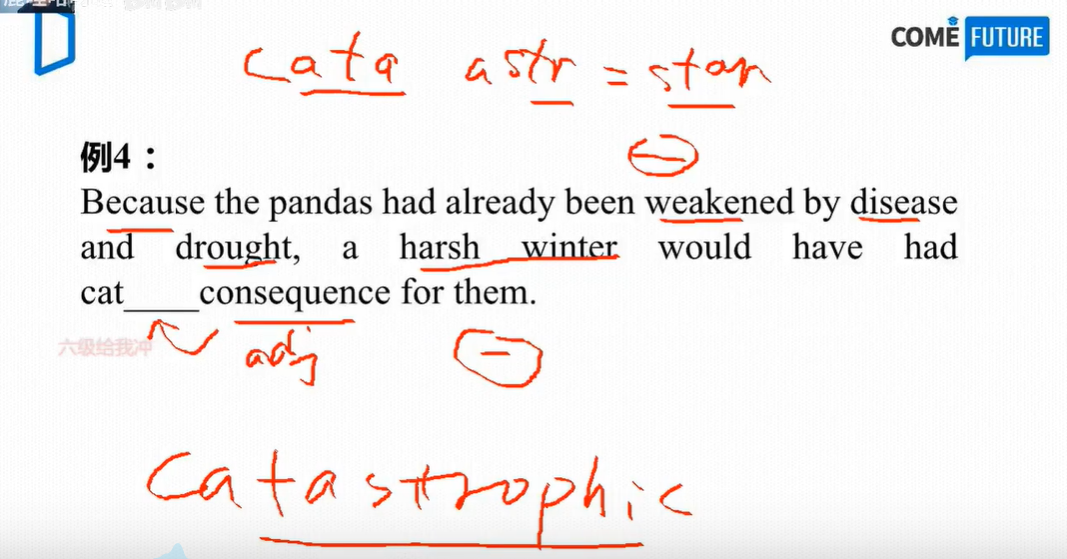 COME FUTURE
cata astr = star
例4：
Because the pandas had already been weakened by disease
and drought, a harsh winter would have had
cat____consequence for them.
六级给我冲
adj
catastrophic